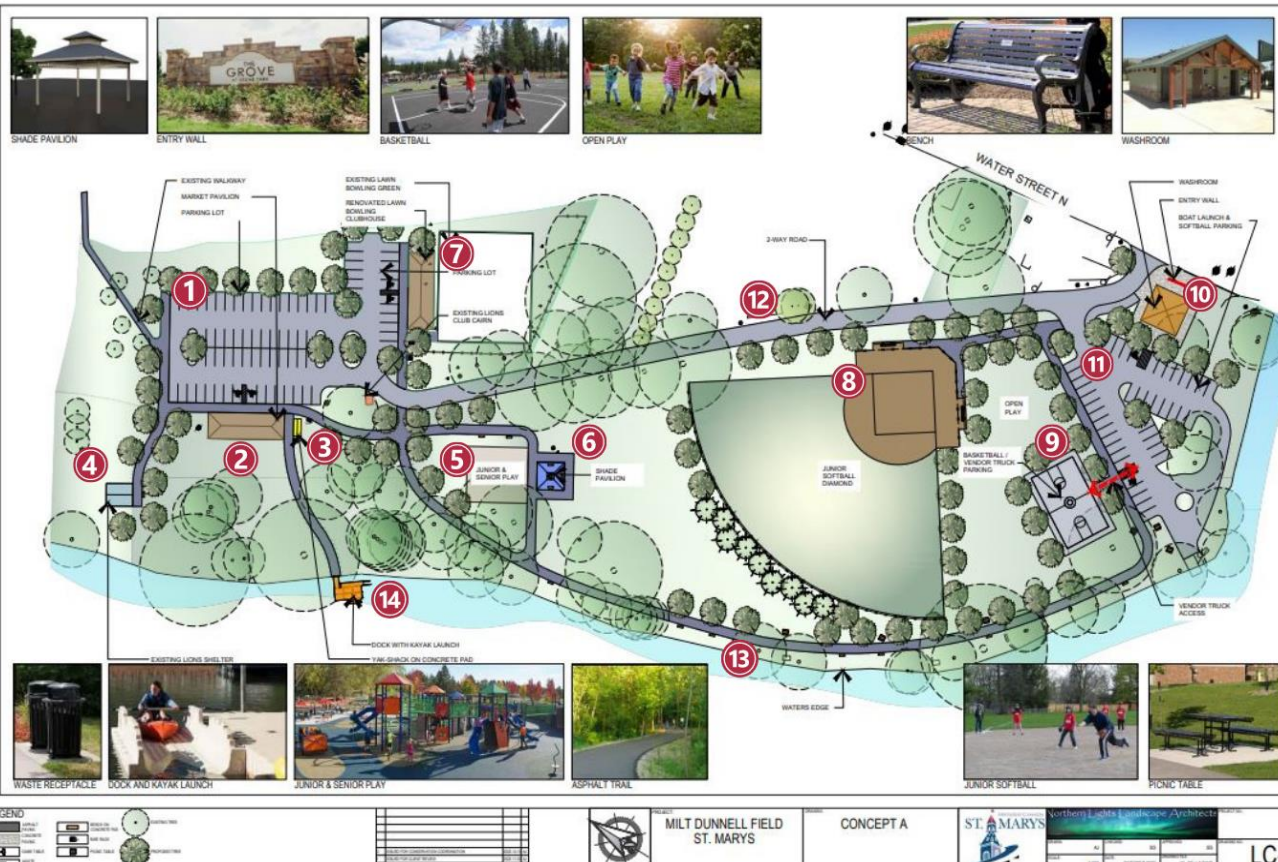 THE
GROVE
SHADE PAVILION
ENTRY WALL
BASKETBALL
OPEN PLAY
BENCH
WASHROOM
WATER STREET N
EXISTING WALKWAY
MARKET PAVILION
PARKING LOT
EXISTING LAWN
BOWLING GREEN
RENOVATED LAWN
BOWLING
CLUBHOUSE
PARKING LOT
EXISTING LIONS
CLUB CAIRN
2-WAY ROAD
WASHROOM
ENTRY WALL
BOAT LAUNCH &
SOFTBALL PARKING
1
2
3
4
5
6
7
8
9
10
11
12
13
14
JUNIOR &
SENIOR PLAY
SHADE
PAVILION
JUNIOR
SOFTBALL
DIAMOND
OPEN
PLAY
BASKETBALL /
VENDOR TRUCK
PARKING
VENDOR TRUCK
ACCESS
DOCK WITH KAYAK LAUNCH
YAK-SHACK ON CONCRETE PAD
EXISTING LIONS SHELTER
WATERS EDGE
WASTE RECEPTACLE
DOCK AND KAYAK LAUNCH
JUNIOR & SENIOR PLAY
ASPHALT TRAIL
JUNIOR SOFTBALL
PICNIC TABLE
GEND
PROJECT:
MILT DUNNELL FIELD
ST. MARYS
CONCEPT A
ST. MARYS
Northern Lights Landscape Architects
LC